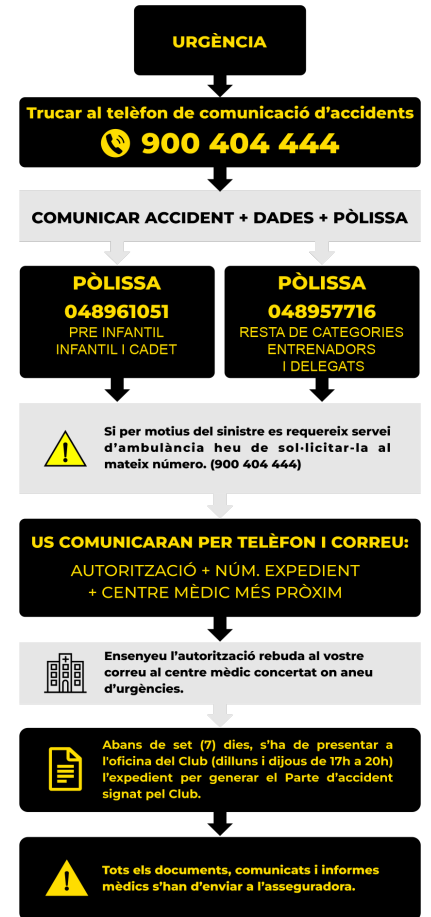 URGÈNCIA
Trucar al telèfon de comunicació d'accidents
900 404 444
COMUNICAR ACCIDENT + DADES + PÒLISSA
PÒLISSA
048961051
PRE INFANTIL
INFANTIL I CADET
PÒLISSA
048957716
RESTA DE CATEGORIES
ENTRENADORS
I DELEGATS
Si per motius del sinistre es requereix servei
d'ambulància heu de sol·licitar-la al
mateix número. (900 404 444)
US COMUNICARAN PER TELÈFON I CORREU:
AUTORITZACIÓ + NÚM. EXPEDIENT
+ CENTRE MÈDIC MÉS PRÒXIM
Ensenyeu l'autorització rebuda al vostre
correu al centre mèdic concertat on aneu
d'urgències.
Abans de set (7) dies, s'ha de presentar a
l'oficina del Club (dilluns i dijous de 17h a 20h)
l'expedient per generar el Parte d'accident
signat pel Club.
Tots els documents, comunicats i informes
mèdics s'han d'enviar a l'asseguradora.